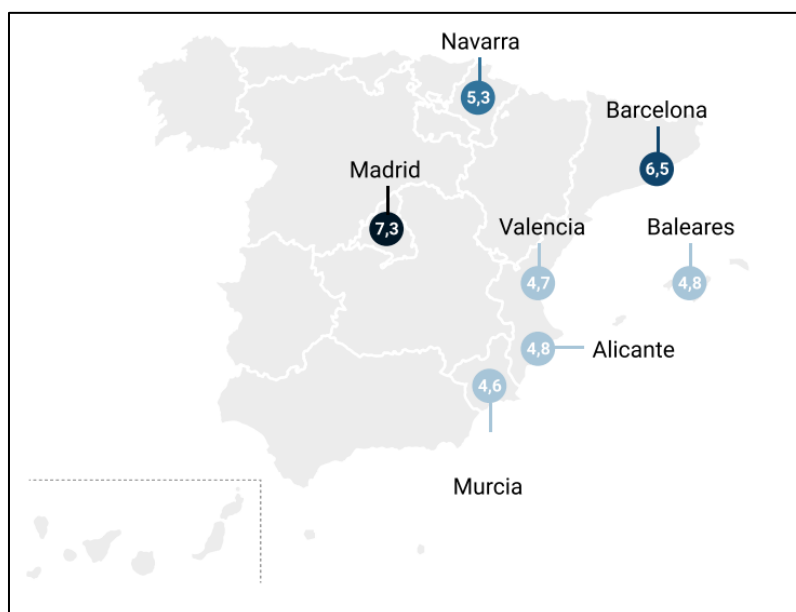 Navarra
5,3
Barcelona
6,5
Madrid
7,3
Valencia
4,7
Baleares
4,8
4,8
Alicante
4,6
Murcia